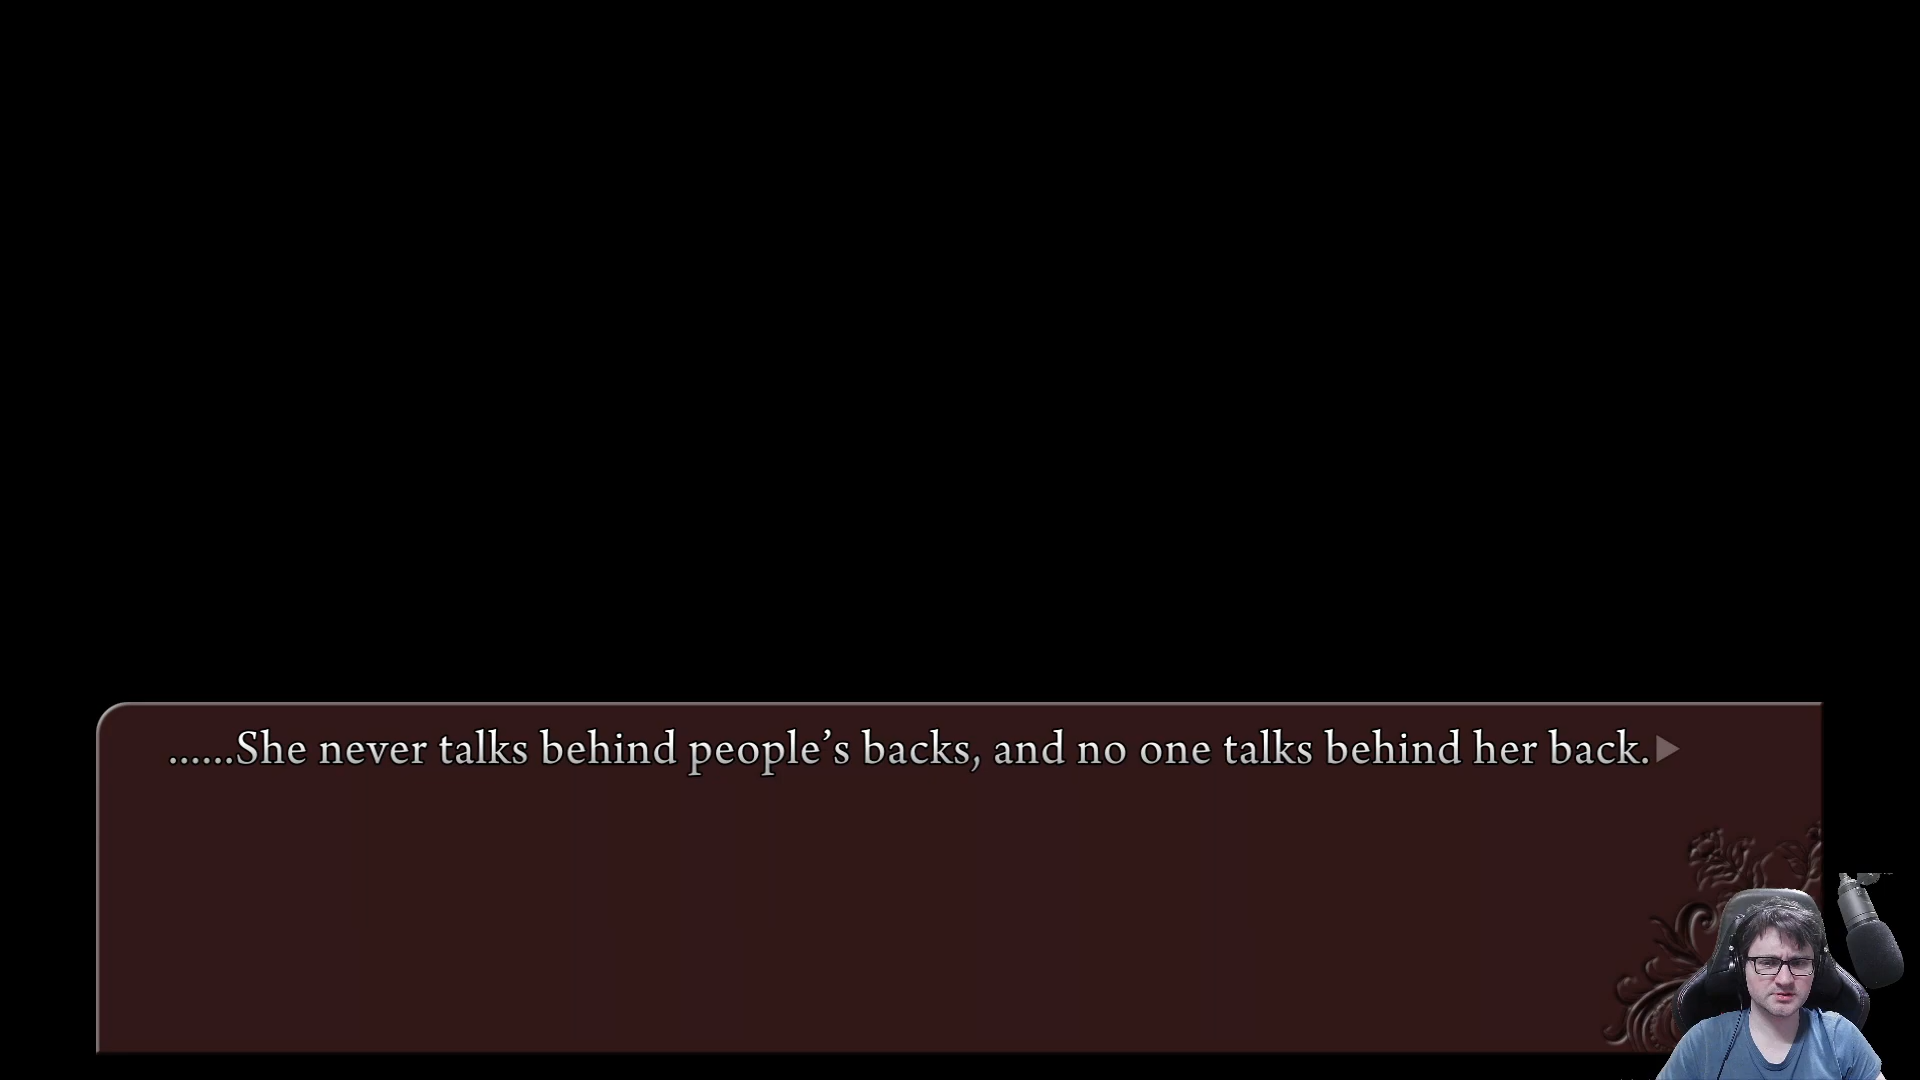 ......She never talks behind people’s backs, and no one talks behind her back.